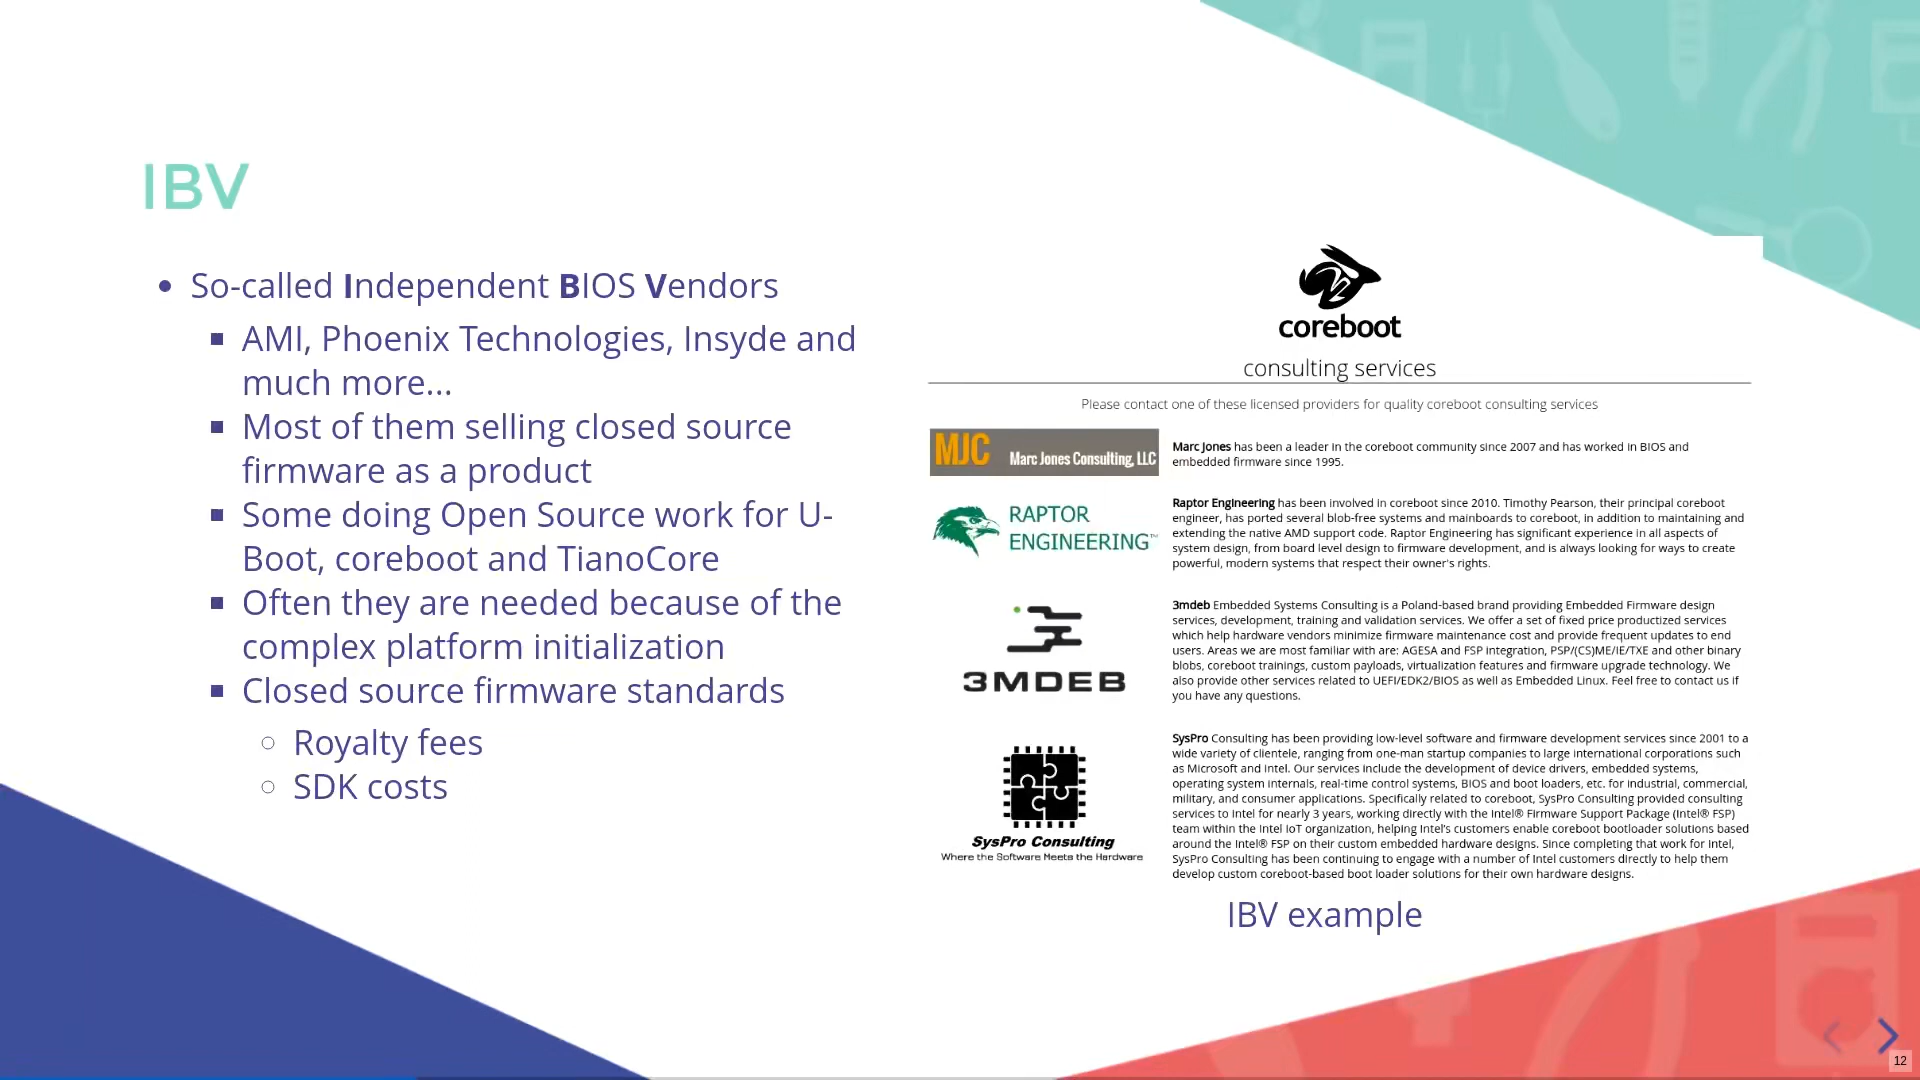 IBV
• So-called Independent BIOS Vendors
▪ AMI, Phoenix Technologies, Insyde and
much more...
▪ Most of them selling closed source
firmware as a product
▪ Some doing Open Source work for U-
Boot, coreboot and TianoCore
▪ Often they are needed because of the
complex platform initialization
▪ Closed source firmware standards
○ Royalty fees
○ SDK costs
coreboot
consulting services
Please contact one of these licensed providers for quality coreboot consulting services
MJC Marc Jones Consulting, LLC
Marc Jones has been a leader in the coreboot community since 2007 and has worked in BIOS and
embedded firmware since 1995.
RAPTOR
ENGINEERING™
Raptor Engineering has been involved in coreboot since 2010. Timothy Pearson, their principal coreboot
engineer, has ported several blob-free systems and mainboards to coreboot, in addition to maintaining and
extending the native AMD support code. Raptor Engineering has significant experience in all aspects of
system design, from board level design to firmware development, and is always looking for ways to create
powerful, modern systems that respect their owner's rights.
3MDEB
3mdeb Embedded Systems Consulting is a Poland-based brand providing Embedded Firmware design
services, development, training and validation services. We offer a set of fixed price productized services
which help hardware vendors minimize firmware maintenance cost and provide frequent updates to end
users. Areas we are most familiar with are: AGESA and FSP integration, PSP/(CS)ME/IE/TXE and other binary
blobs, coreboot trainings, custom payloads, virtualization features and firmware upgrade technology. We
also provide other services related to UEFI/EDK2/BIOS as well as Embedded Linux. Feel free to contact us if
you have any questions.
SysPro Consulting
Where the Software Meets the Hardware
SysPro Consulting has been providing low-level software and firmware development services since 2001 to a
wide variety of clientele, ranging from one-man startup companies to large international corporations such
as Microsoft and Intel. Our services include the development of device drivers, embedded systems,
operating system internals, real-time control systems, BIOS and boot loaders, etc. for industrial, commercial,
military, and consumer applications. Specifically related to coreboot, SysPro Consulting provided consulting
services to Intel for nearly 3 years, working directly with the Intel® Firmware Support Package (Intel® FSP)
team within the Intel IoT organization, helping Intel's customers enable coreboot bootloader solutions based
around the Intel® FSP on their custom embedded hardware designs. Since completing that work for Intel,
SysPro Consulting has been continuing to engage with a number of Intel customers directly to help them
develop custom coreboot-based boot loader solutions for their own hardware designs.
IBV example
12